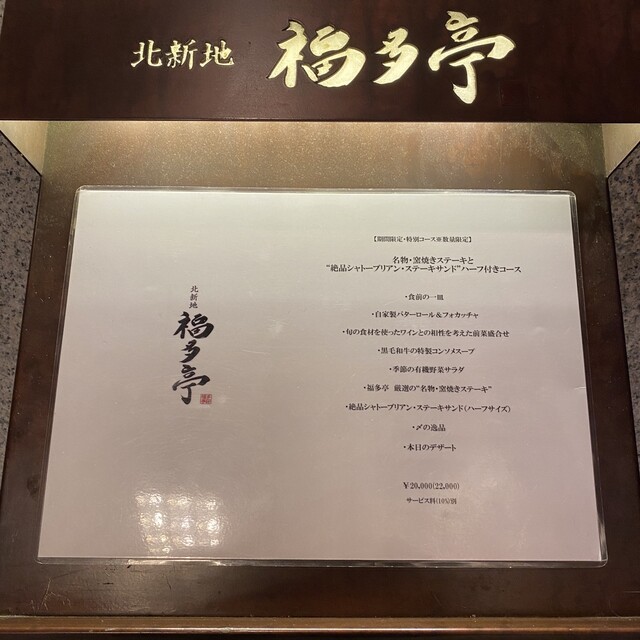 北新地 福多亭
北新地
福多亭
【期間限定・特別コース※数量限定】
名物・窯焼きステーキと
“絶品シャトーブリアン・ステーキサンド”ハーフ付きコース
・食前の一皿
・自家製バターロール＆フォカッチャ
・旬の食材を使ったワインとの相性を考えた前菜盛合せ
・黒毛和牛の特製コンソメスープ
・季節の有機野菜サラダ
・福多亭 厳選の“名物・窯焼きステーキ”
・絶品シャトーブリアン・ステーキサンド（ハーフサイズ）
・〆の逸品
・本日のデザート
￥20,000(22,000)
サービス料(10%)別